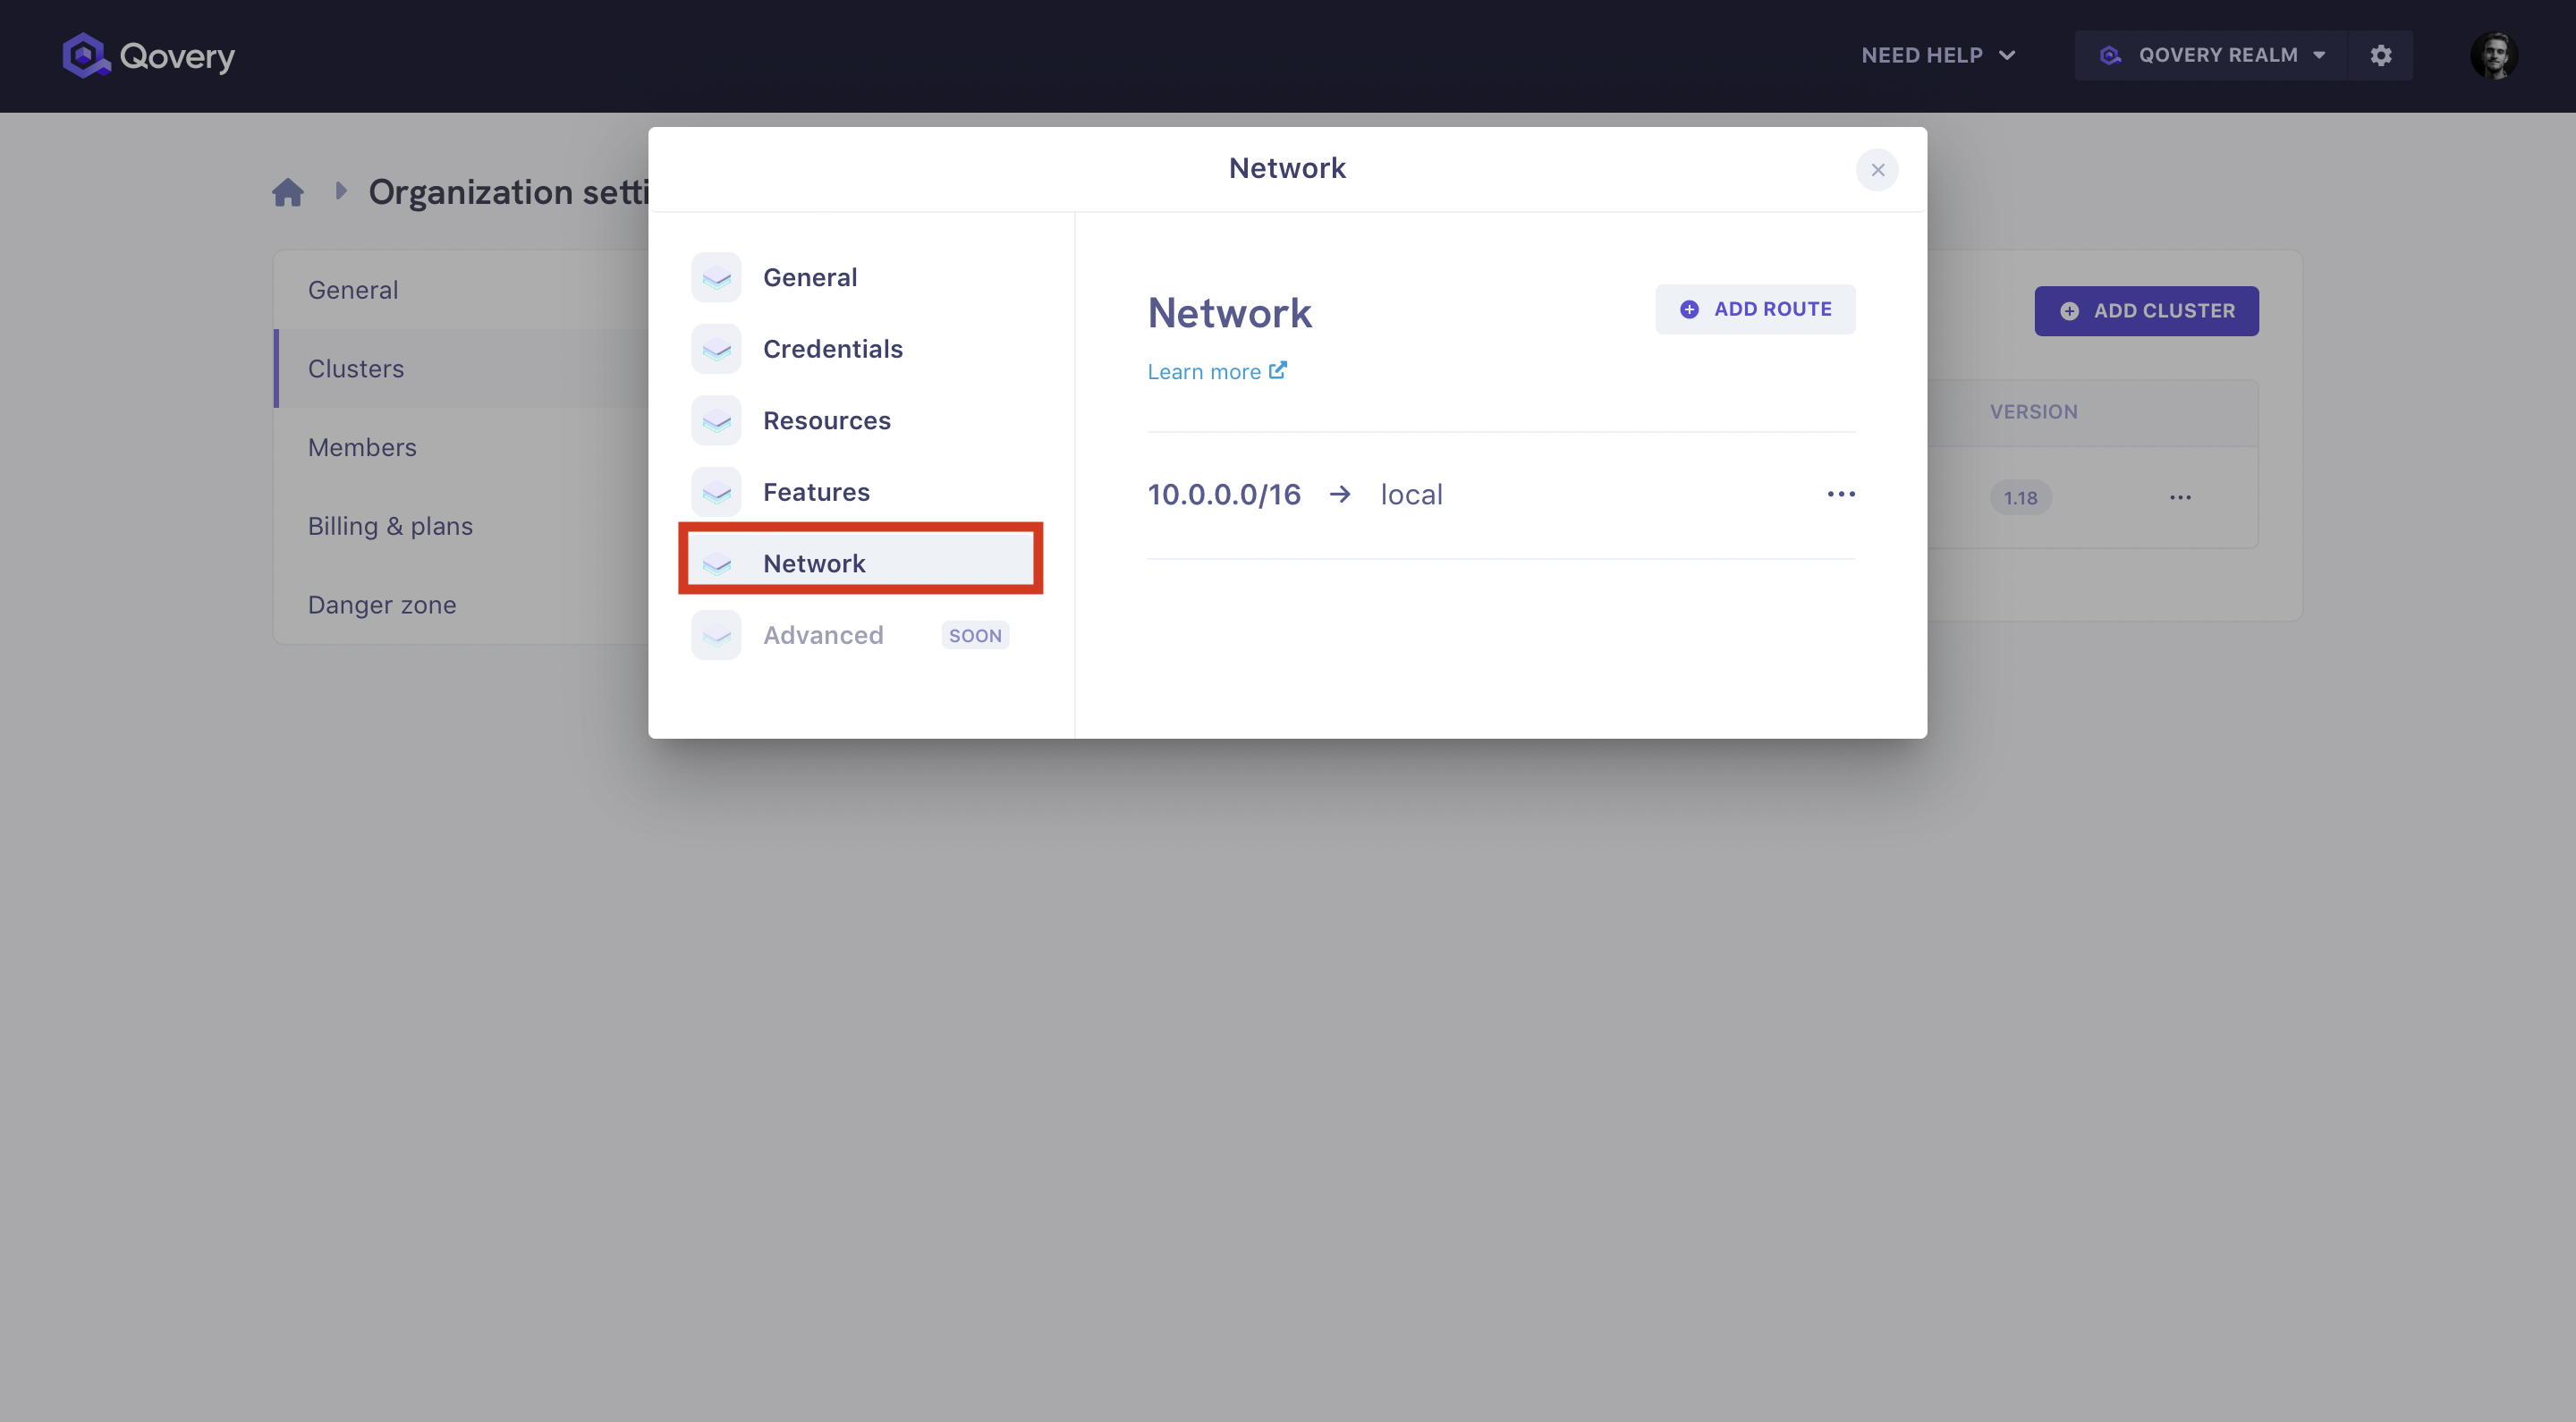 Qovery
NEED HELP
QOVERY REALM
Organization setti
General
Clusters
Members
Billing & plans
Danger zone
ADD CLUSTER
VERSION
1.18
Network
General
Credentials
Resources
Features
Network
Advanced SOON
Network
ADD ROUTE
Learn more
10.0.0.0/16 → local